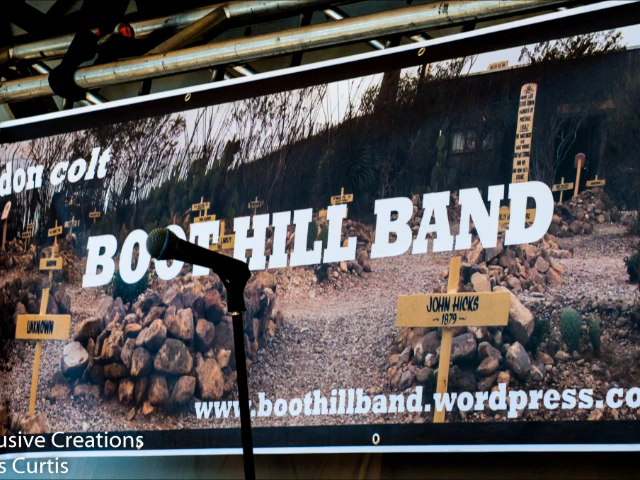 don colt
BOOT HILL BAND
UNKNOWN
JOHN HICKS
1879
www.boothillband.wordpress.co
usive Creations
s Curtis